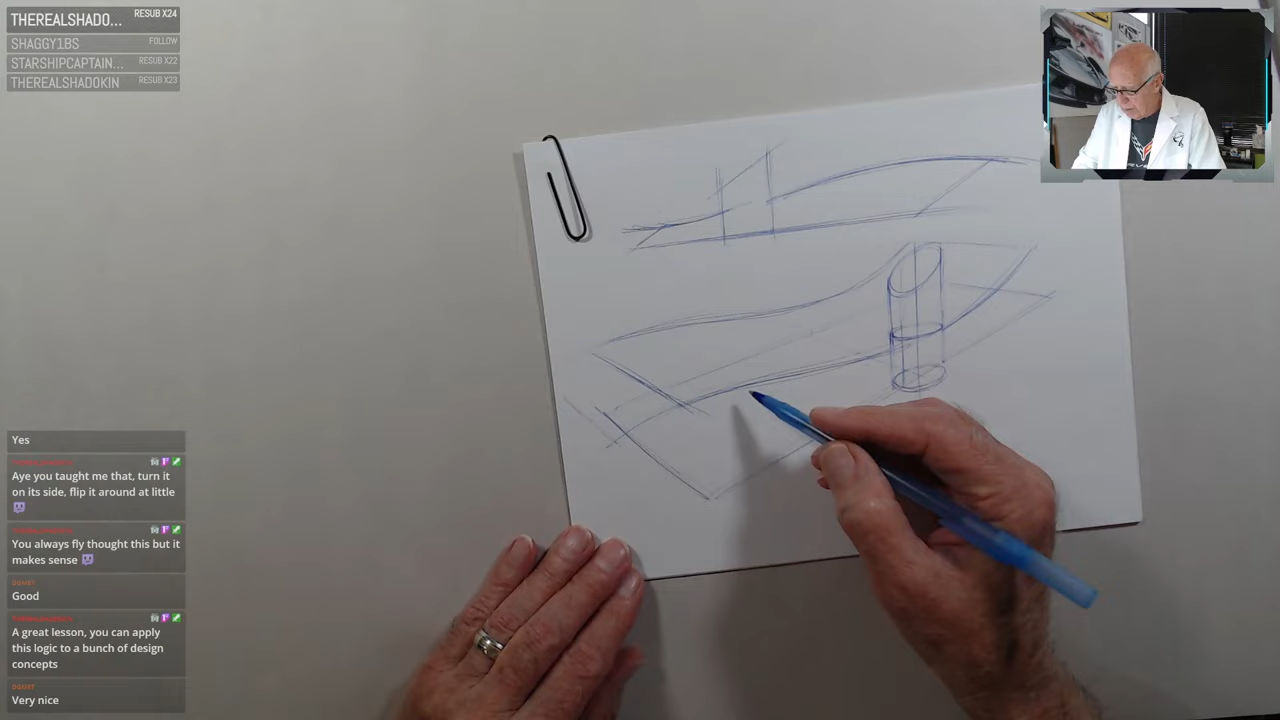 THEREALSHADO... RESUB X24
SHAGGY1BS FOLLOW
STARSHIPCAPTAIN... RESUB X22
THEREALSHADOKIN RESUB X23
Yes
Aye you taught me that, turn it
on its side, flip it around at little
You always fly thought this but it
makes sense
Good
A great lesson, you can apply
this logic to a bunch of design
concepts
Very nice